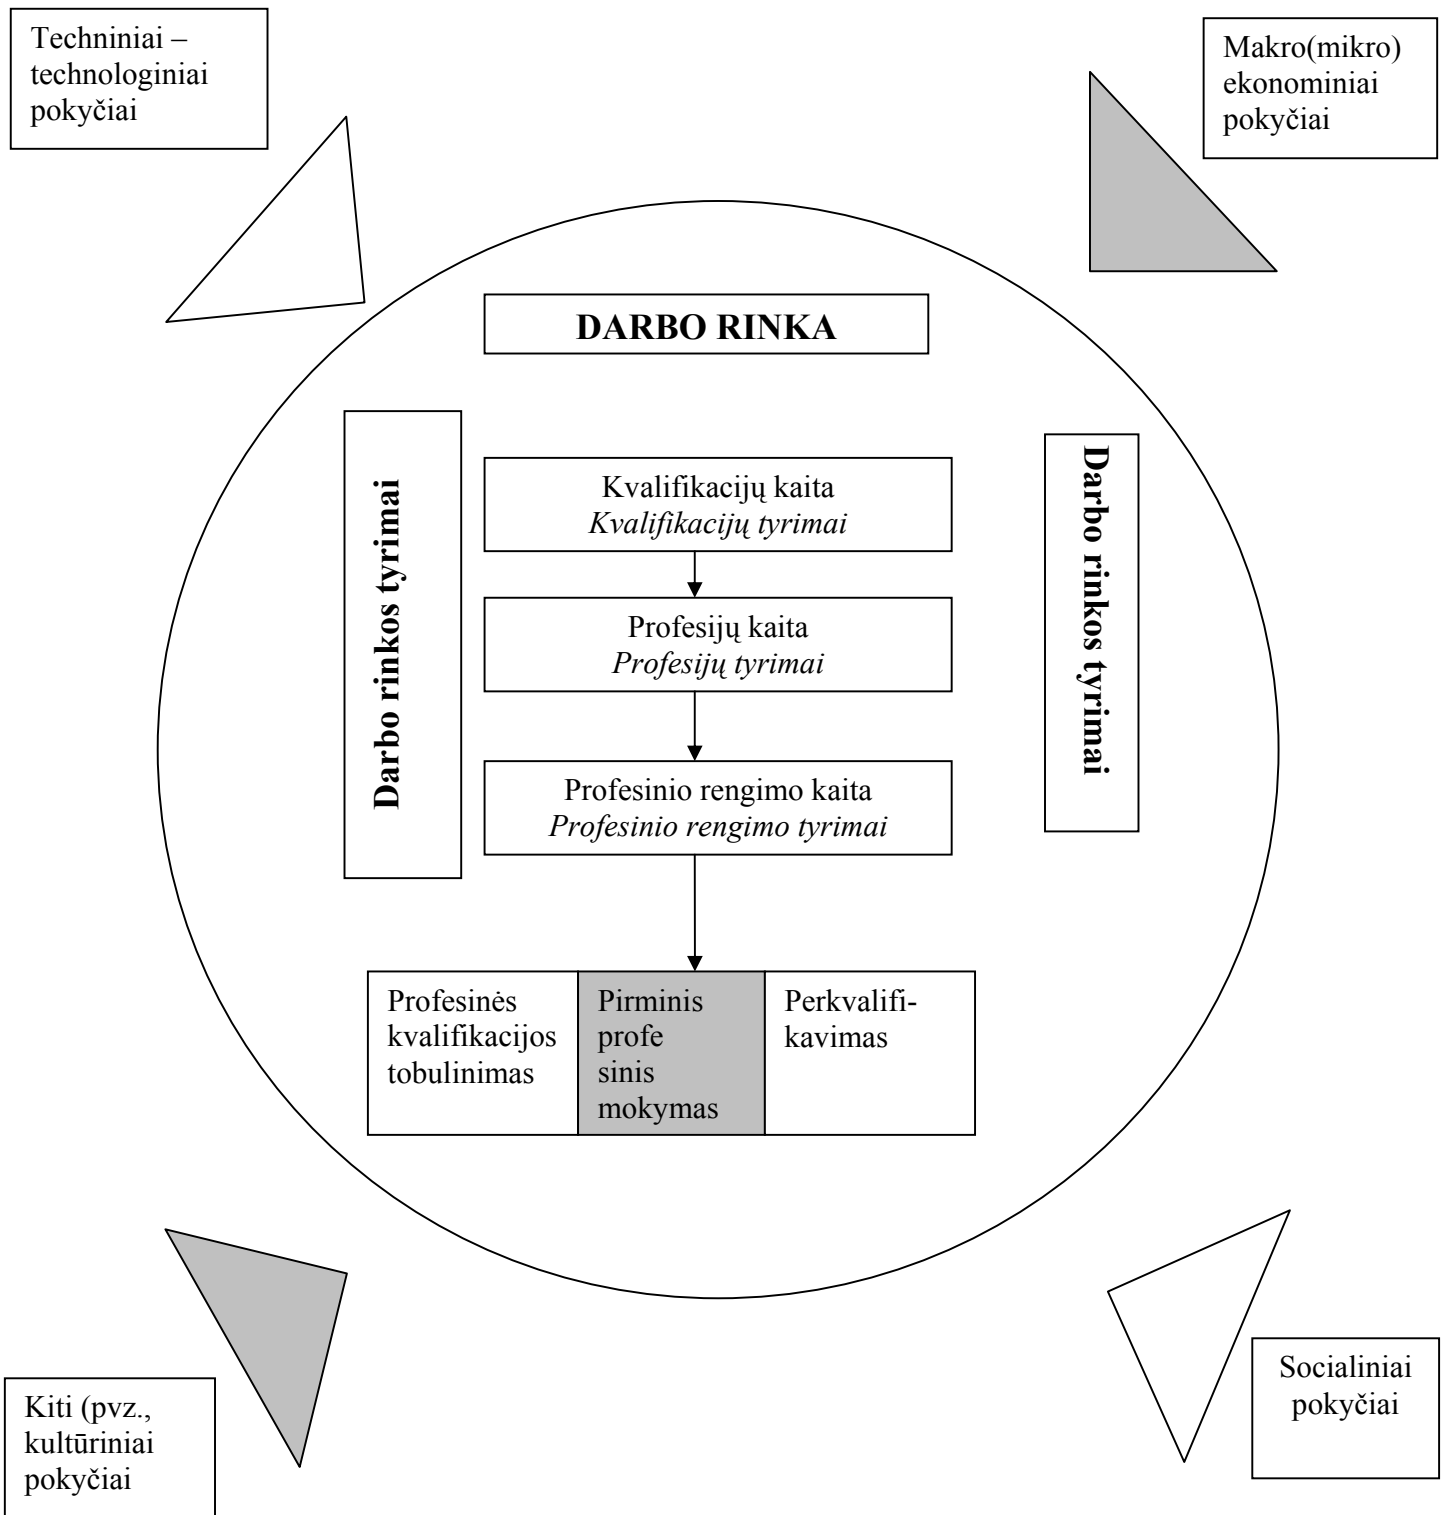 Techniniai –
technologiniai
pokyčiai
Makro(mikro)
ekonominiai
pokyčiai
DARBO RINKA
Darbo rinkos tyrimai
Kvalifikacijų kaita
Kvalifikacijų tyrimai
Profesijų kaita
Profesijų tyrimai
Profesinio rengimo kaita
Profesinio rengimo tyrimai
Darbo rinkos tyrimai
Profesinės
kvalifikacijos
tobulinimas
Pirminis
profe
sinis
mokymas
Perkvalifi-
kavimas
Kiti (pvz.,
kultūriniai
pokyčiai
Socialiniai
pokyčiai